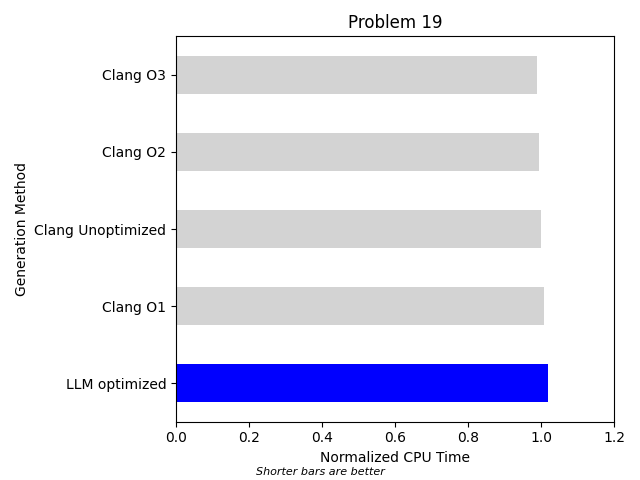 Problem 19
Clang O3
Clang O2
Clang Unoptimized
Clang O1
LLM optimized
Generation Method
0.0 0.2 0.4 0.6 0.8 1.0 1.2
Normalized CPU Time
Shorter bars are better